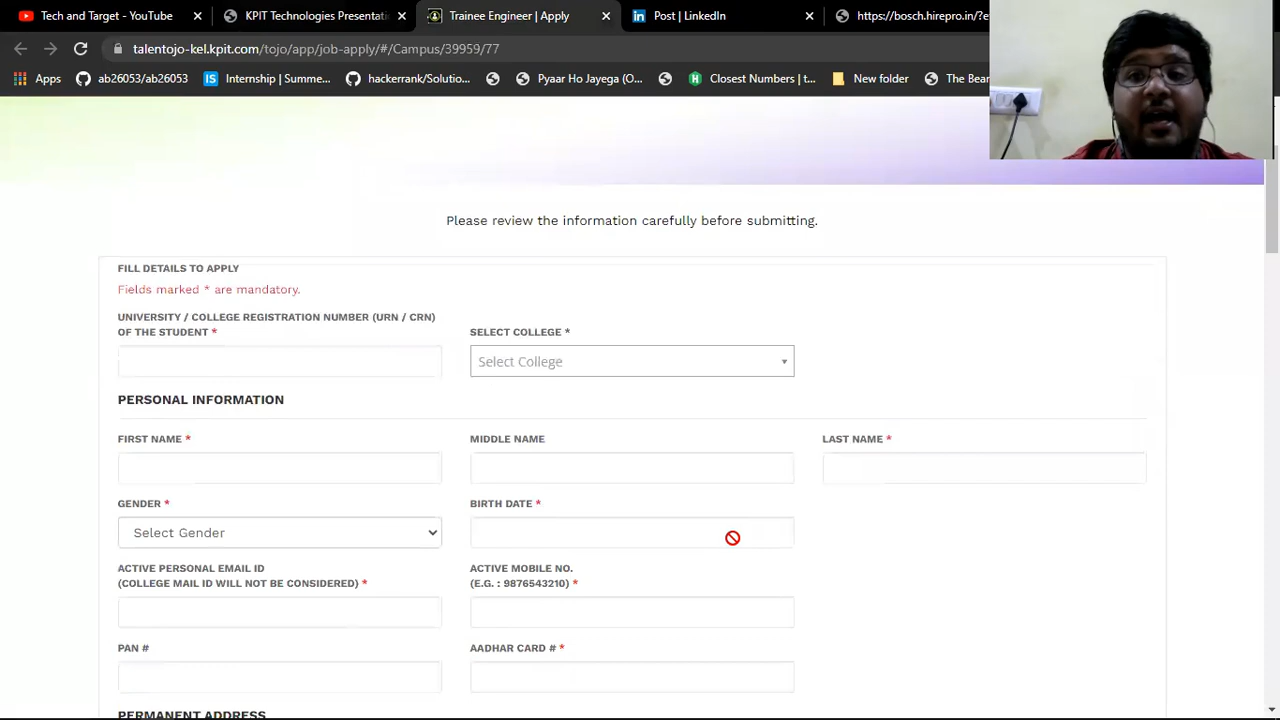 Tech and Target - YouTube
KPIT Technologies Presentati
Trainee Engineer | Apply
Post | LinkedIn
https://bosch.hirepro.in/?e
talentojo-kel.kpit.com/tojo/app/job-apply/#/Campus/39959/77
Apps
ab26053/ab26053
IS
Internship | Summe...
hackerrank/Solutio...
Pyaar Ho Jayega (O...
Closest Numbers | t...
New folder
The Bear
Please review the information carefully before submitting.
FILL DETAILS TO APPLY
Fields marked * are mandatory.
UNIVERSITY / COLLEGE REGISTRATION NUMBER (URN / CRN)
OF THE STUDENT *
SELECT COLLEGE *
Select College
PERSONAL INFORMATION
FIRST NAME *
MIDDLE NAME
LAST NAME *
GENDER *
BIRTH DATE *
Select Gender
ACTIVE PERSONAL EMAIL ID
(COLLEGE MAIL ID WILL NOT BE CONSIDERED) *
ACTIVE MOBILE NO.
(E.G. : 9876543210) *
PAN #
AADHAR CARD # *
PERMANENT ADDRESS